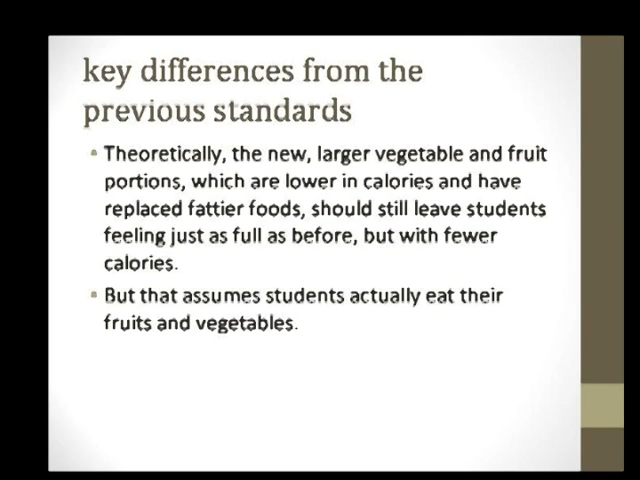 key differences from the
previous standards
Theoretically, the new, larger vegetable and fruit
portions, which are lower in calories and have
replaced fattier foods, should still leave students
feeling just as full as before, but with fewer
calories.
But that assumes students actually eat their
fruits and vegetables.